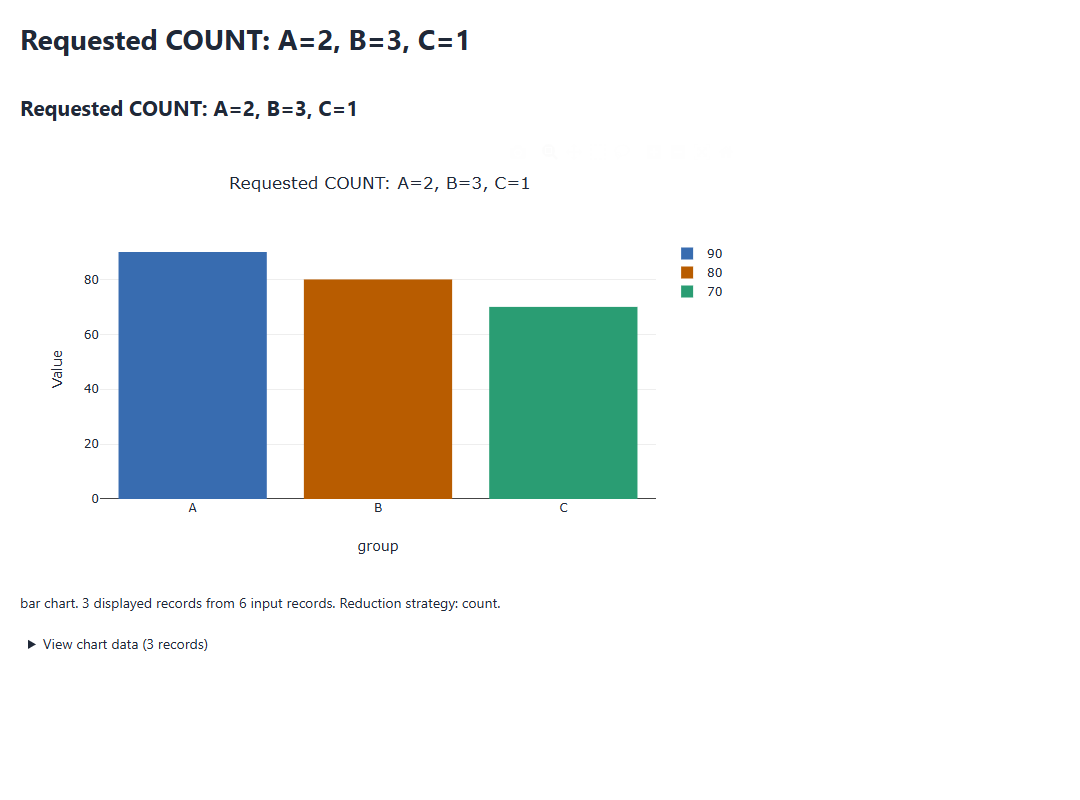 Requested COUNT: A=2, B=3, C=1
Requested COUNT: A=2, B=3, C=1
Requested COUNT: A=2, B=3, C=1
90
80
70
80
60
40
20
0
Value
A B C
group
bar chart. 3 displayed records from 6 input records. Reduction strategy: count.
▶ View chart data (3 records)